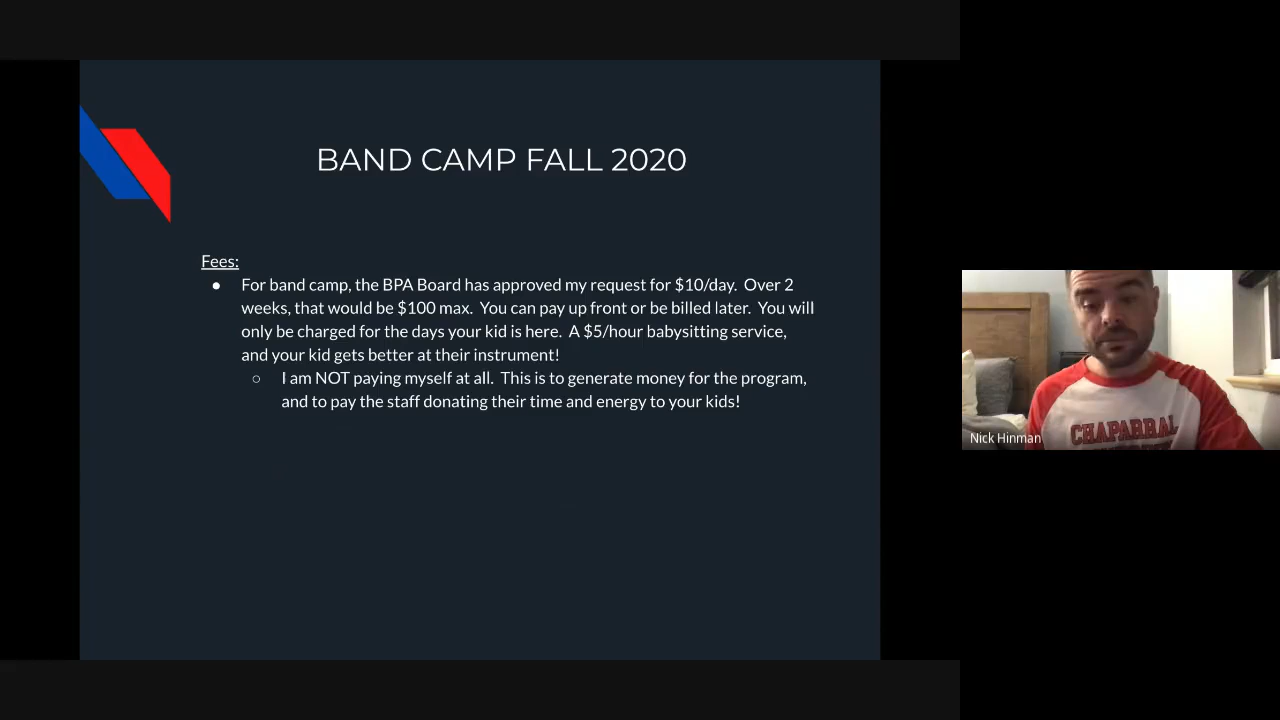 BAND CAMP FALL 2020
Fees:
● For band camp, the BPA Board has approved my request for $10/day. Over 2
weeks, that would be $100 max. You can pay up front or be billed later. You will
only be charged for the days your kid is here. A $5/hour babysitting service,
and your kid gets better at their instrument!
○ I am NOT paying myself at all. This is to generate money for the program,
and to pay the staff donating their time and energy to your kids!
CHAPARRAL
Nick Hinman